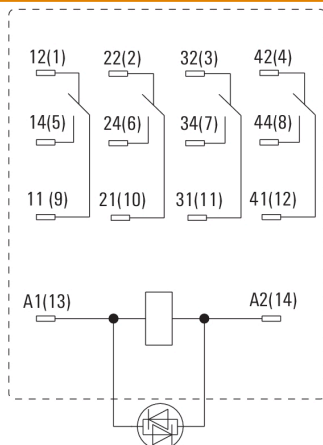 12(1) 22(2) 32(3) 42(4)
14(5) 24(6) 34(7) 44(8)
11 (9) 21(10) 31(11) 41(12)
A1(13) A2(14)